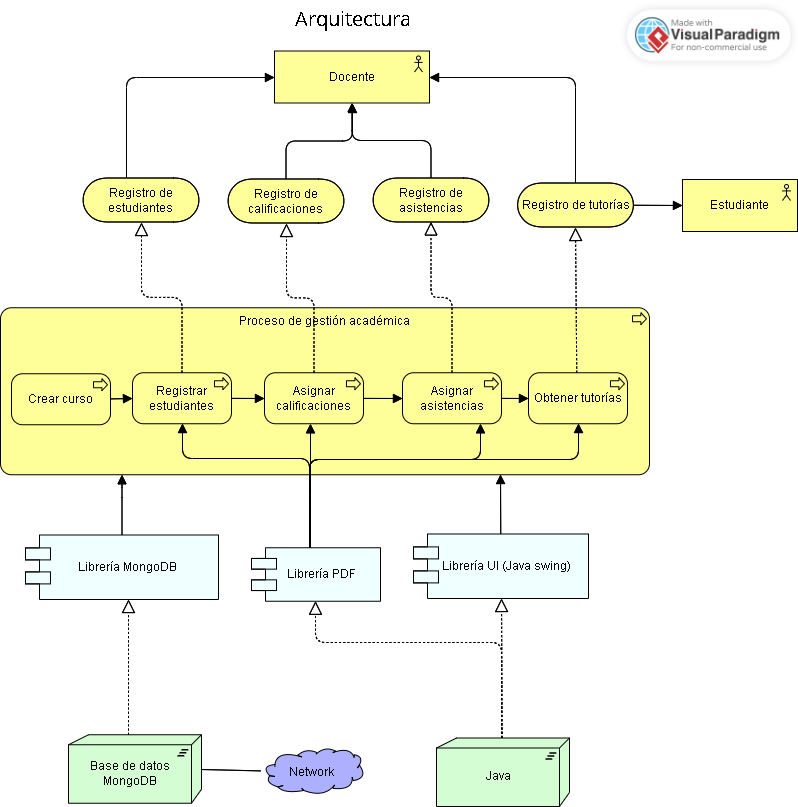 Arquitectura
Made with
VisualParadigm
For non-commercial use
Docente
Registro de
estudiantes
Registro de
calificaciones
Registro de
asistencias
Registro de tutorías
Estudiante
Proceso de gestión académica
Crear curso
Registrar
estudiantes
Asignar
calificaciones
Asignar
asistencias
Obtener tutorías
Librería MongoDB
Librería PDF
Librería UI (Java swing)
Base de datos
MongoDB
Network
Java